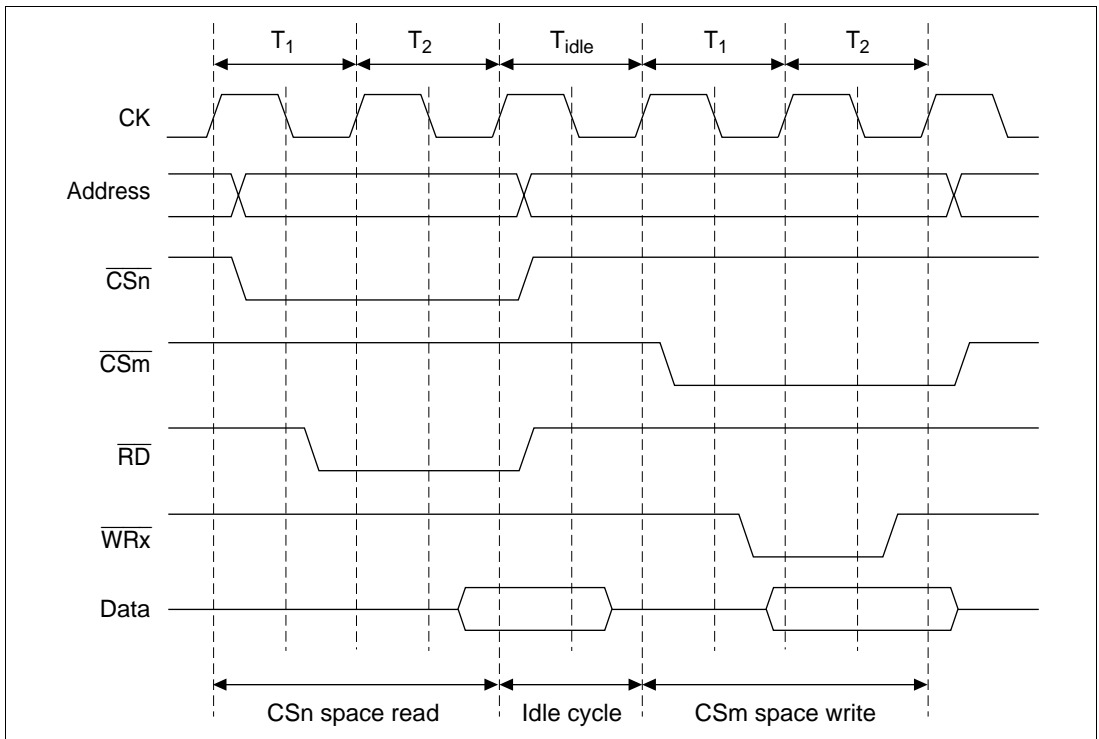 T1 T2 Tidle T1 T2
CK
Address
CSn
CSm
RD
WRx
Data
CSn space read Idle cycle CSm space write